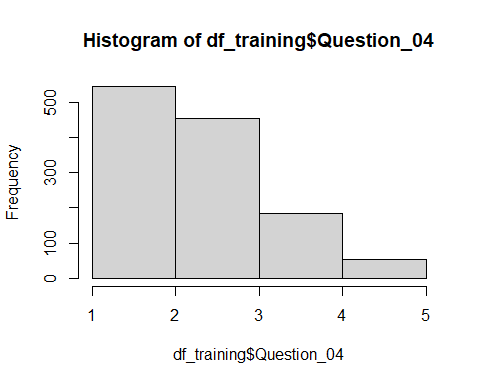 Histogram of df_training$Question_04
Frequency
500
300
100
0
1 2 3 4 5
df_training$Question_04